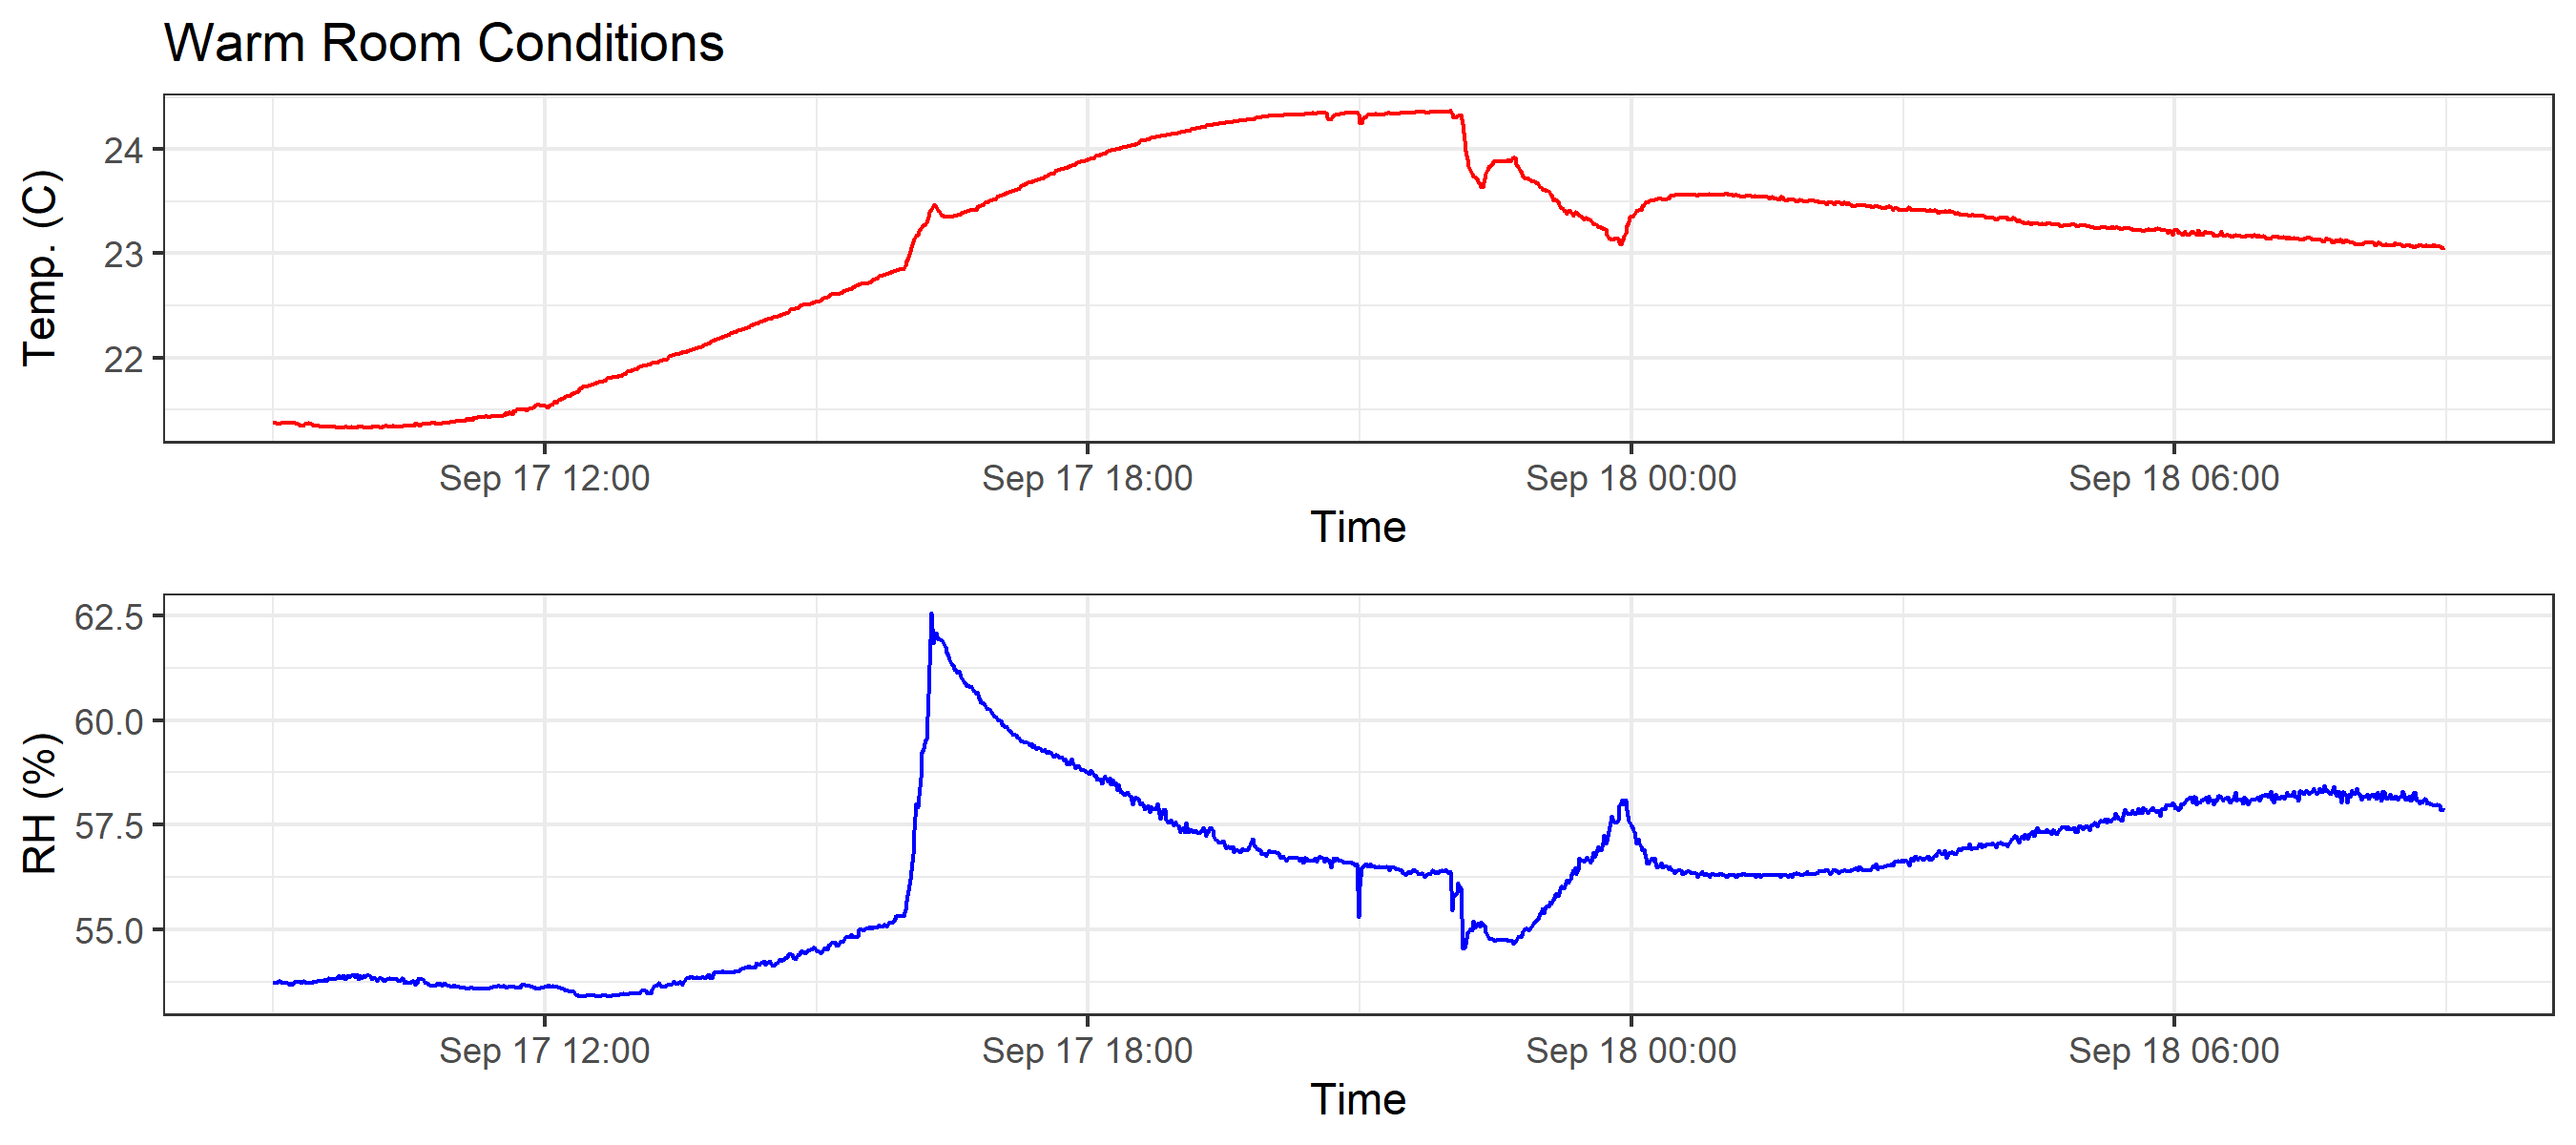 Warm Room Conditions
Temp. (C)
24
23
22
Sep 17 12:00 Sep 17 18:00 Sep 18 00:00 Sep 18 06:00
Time
RH (%)
62.5
60.0
57.5
55.0
Sep 17 12:00 Sep 17 18:00 Sep 18 00:00 Sep 18 06:00
Time